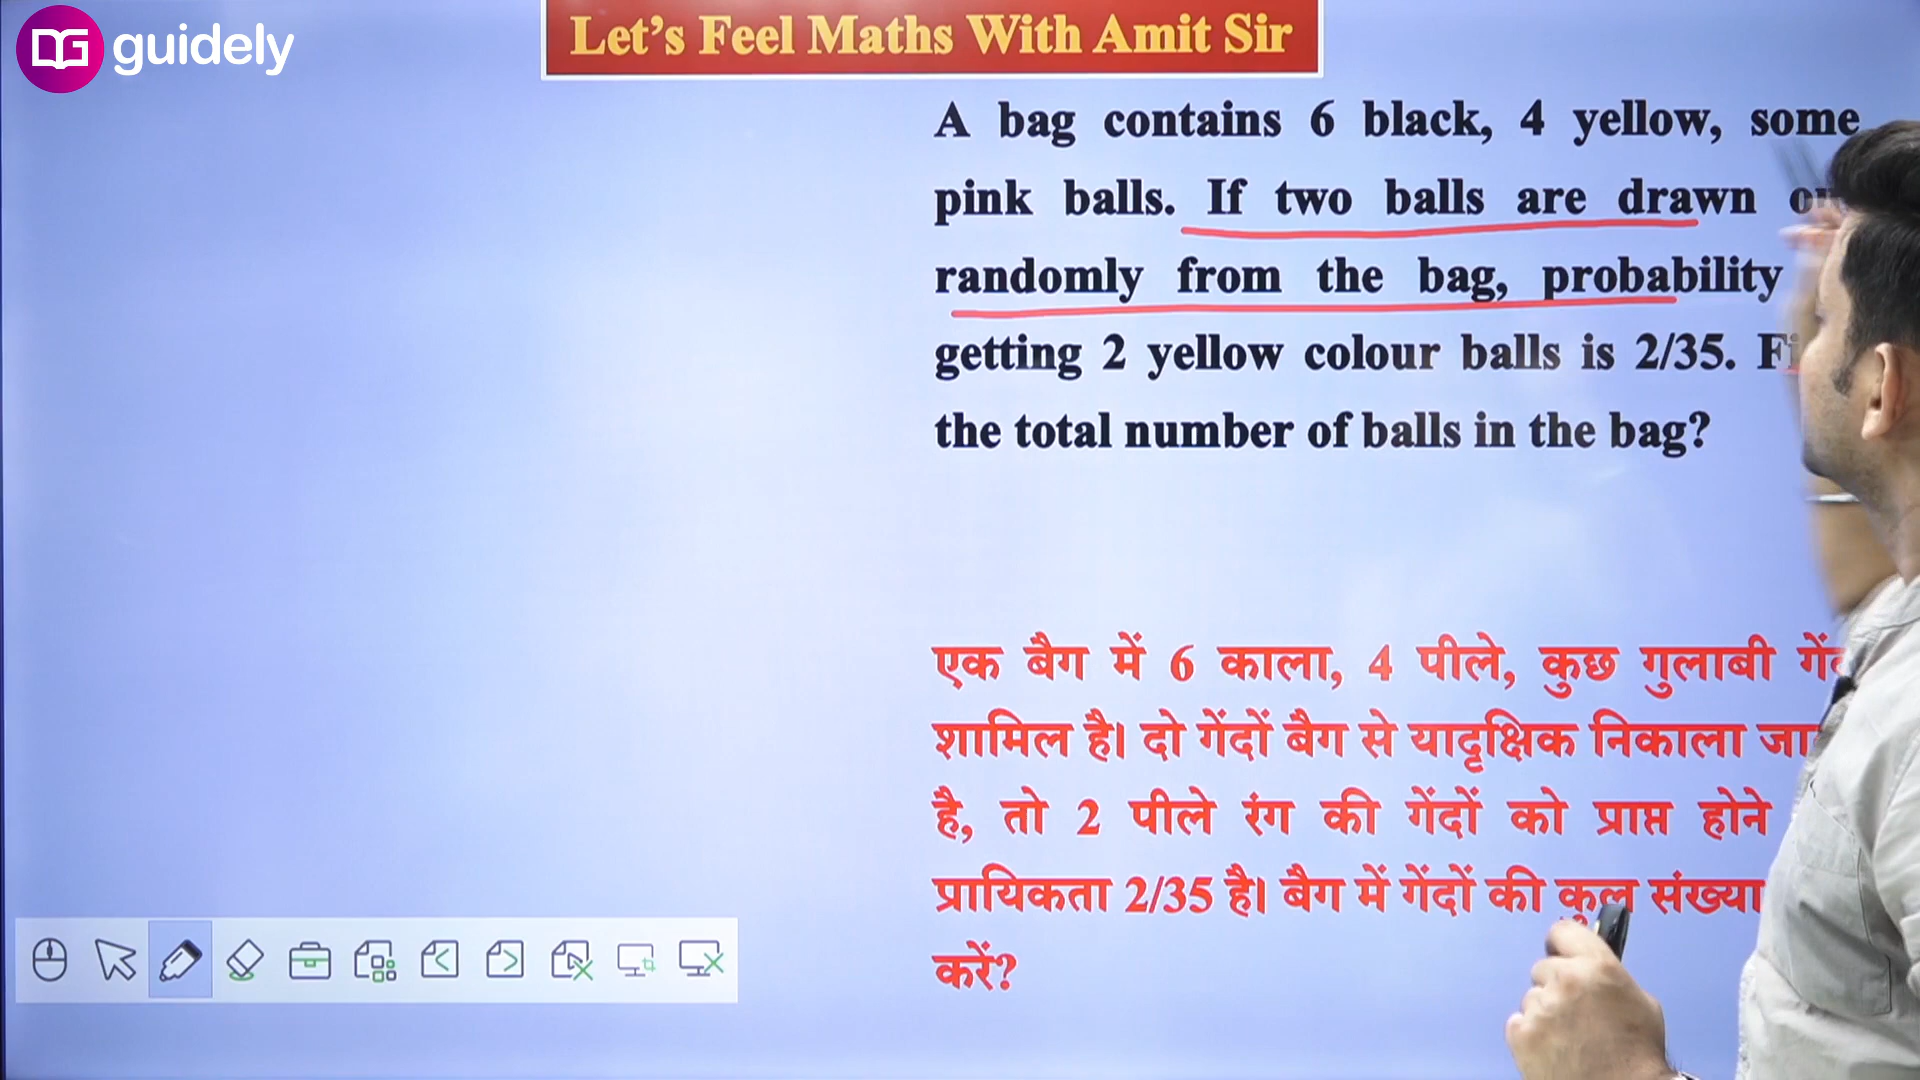 guidely
Let's Feel Maths With Amit Sir
A bag contains 6 black, 4 yellow, some
pink balls. If two balls are drawn
randomly from the bag, probability
getting 2 yellow colour balls is 2/35.
the total number of balls in the bag?
एक बैग में 6 काला, 4 पीले, कुछ गुलाबी
शामिल है। दो गेंदों बैग से यादृक्षिक निकाला
है, तो 2 पीले रंग की गेंदों को प्राप्त होने
प्रायिकता 2/35 है। बैग में गेंदों की कुल संख्या
करें?